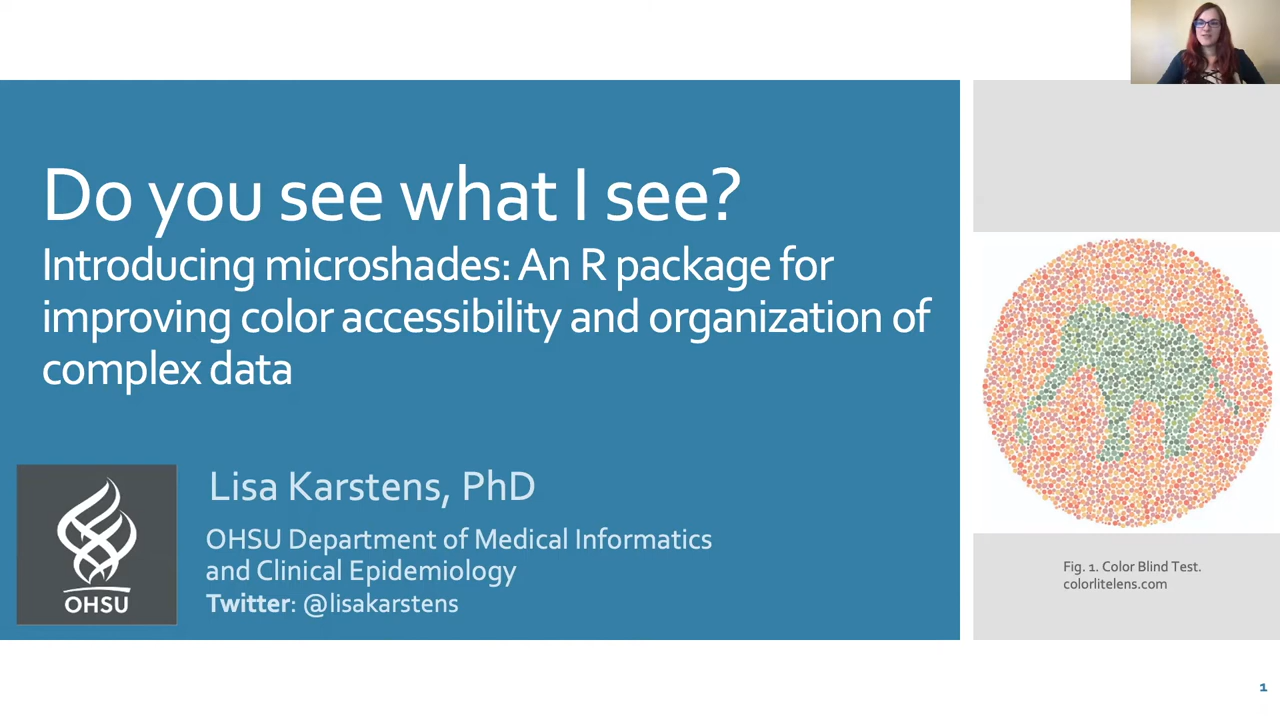 Do you see what I see?
Introducing microshades: An R package for
improving color accessibility and organization of
complex data
Lisa Karstens, PhD
OHSU Department of Medical Informatics
and Clinical Epidemiology
Twitter: @lisakarstens
OHSU
Fig. 1. Color Blind Test.
colorlitelens.com
1